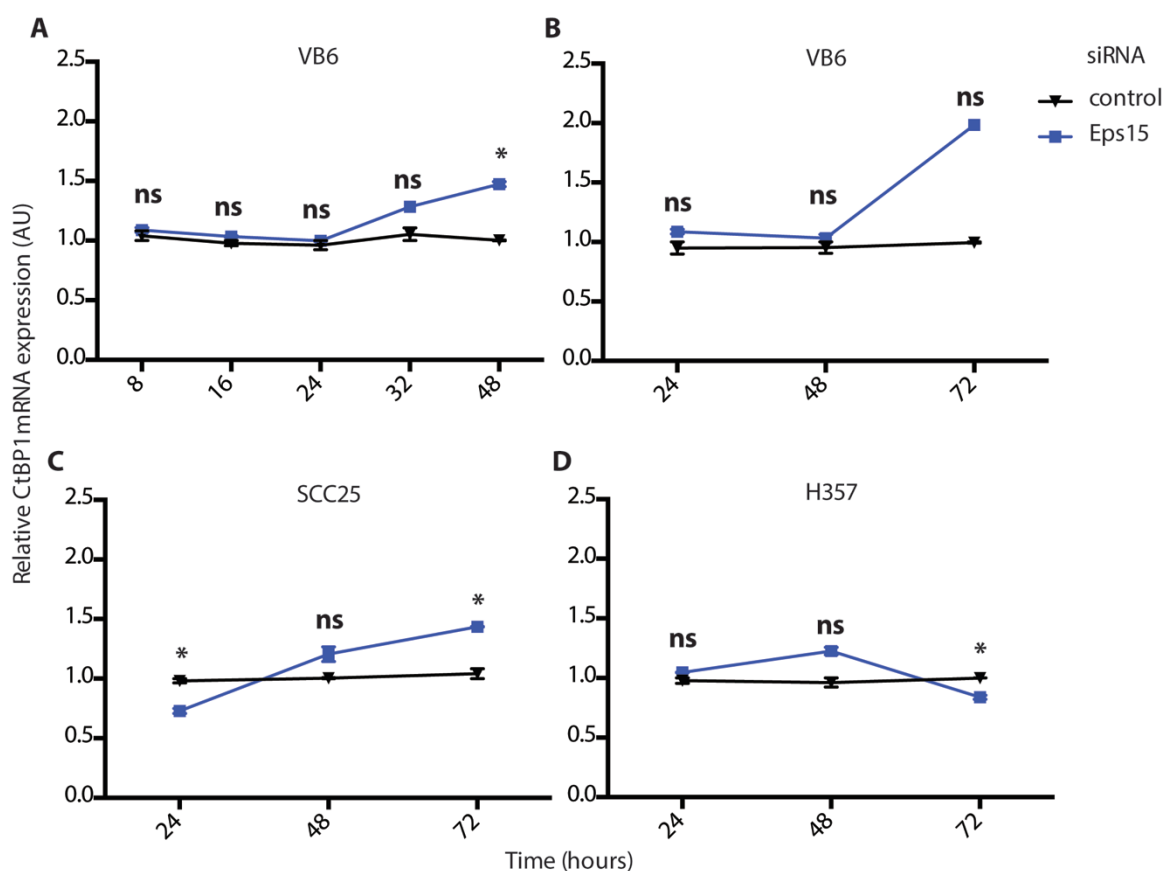 A
VB6
2.5
2.0
1.5
1.0
0.5
0.0
ns
ns
ns
ns
*
8
16
24
32
48
B
VB6
2.5
2.0
1.5
1.0
0.5
0.0
ns
ns
ns
24
48
72
siRNA
control
Eps15
Relative CtBP1mRNA expression (AU)
C
SCC25
2.5
2.0
1.5
1.0
0.5
0.0
*
ns
*
24
48
72
D
H357
2.5
2.0
1.5
1.0
0.5
0.0
ns
ns
*
24
48
72
Time (hours)